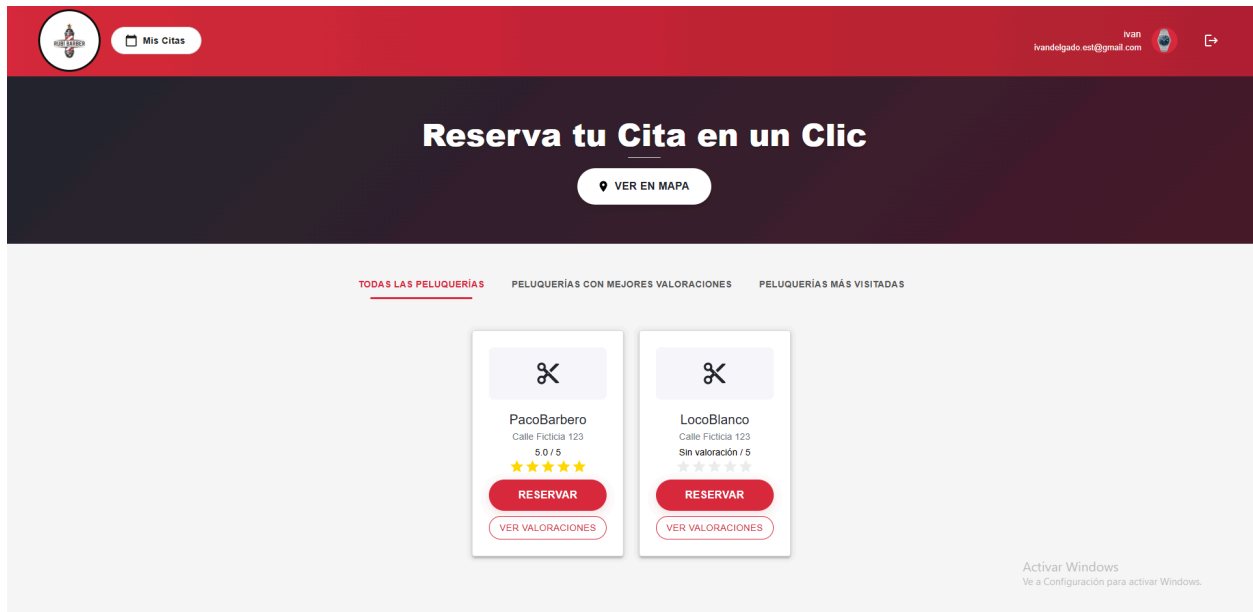 RUBÍ BARBER
Mis Citas
ivan
ivandelgado.est@gmail.com
Reserva tu Cita en un Clic
VER EN MAPA
TODAS LAS PELUQUERÍAS
PELUQUERÍAS CON MEJORES VALORACIONES
PELUQUERÍAS MÁS VISITADAS
PacoBarbero
Calle Ficticia 123
5.0 / 5
RESERVAR
VER VALORACIONES
LocoBlanco
Calle Ficticia 123
Sin valoración / 5
RESERVAR
VER VALORACIONES
Activar Windows
Ve a Configuración para activar Windows.